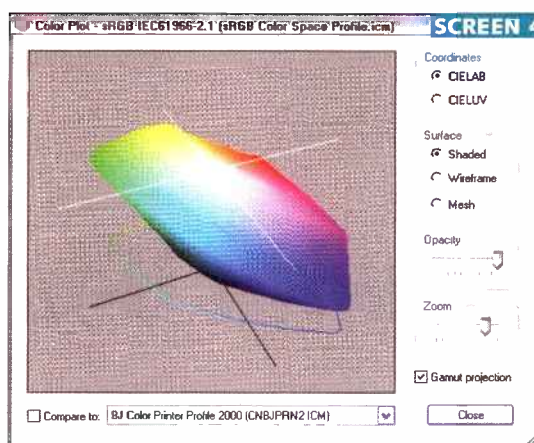 Color Plot - sRGB IEC61966-2.1 (sRGB Color Space Profile.icm)
SCREEN 4
Coordinates
CIELAB
CIELUV
Surface
Shaded
Wireframe
Mesh
Opacity
Zoom
Gamut projection
Compare to: BJ Color Printer Profile 2000 (CNBJPRN2 ICM)
Close